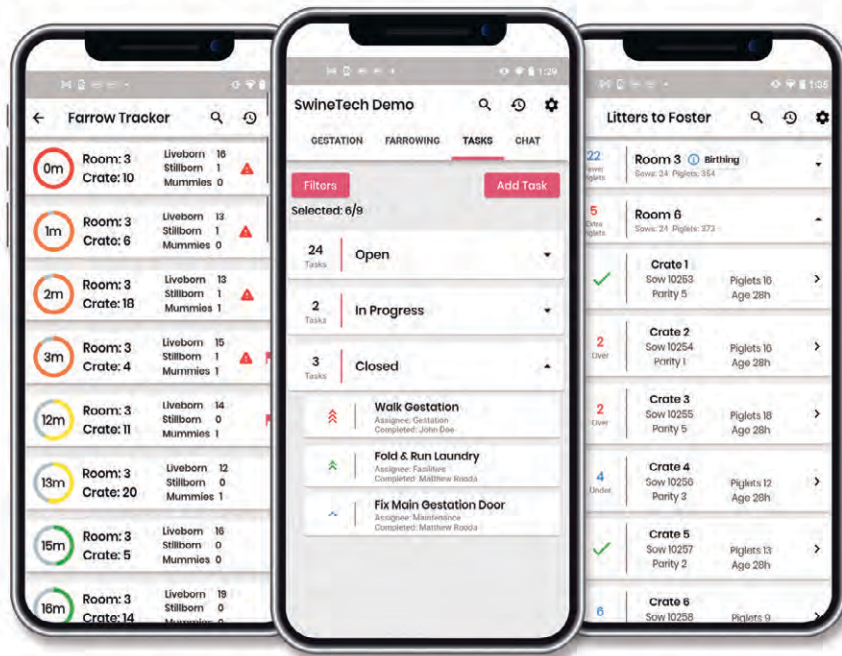 Farrow Tracker
0m
Room: 3
Crate: 10
Liveborn 16
Stillborn 1
Mummies 0
1m
Room: 3
Crate: 6
Liveborn 13
Stillborn 1
Mummies 0
2m
Room: 3
Crate: 18
Liveborn 13
Stillborn 1
Mummies 1
3m
Room: 3
Crate: 4
Liveborn 15
Stillborn 1
Mummies 1
12m
Room: 3
Crate: 11
Liveborn 14
Stillborn 0
Mummies 1
13m
Room: 3
Crate: 20
Liveborn 12
Stillborn 0
Mummies 1
15m
Room: 3
Crate: 5
Liveborn 16
Stillborn 0
Mummies 0
16m
Room: 3
Crate: 14
Liveborn 19
Stillborn 0
Mummies 0
1:29
SwineTech Demo
GESTATION FARROWING TASKS CHAT
Filters
Add Task
Selected: 6/9
24
Tasks
Open
2
Tasks
In Progress
3
Tasks
Closed
Walk Gestation
Assignee: Gestation
Completed: John Doe
Fold & Run Laundry
Assignee: Facilities
Completed: Matthew Rooda
Fix Main Gestation Door
Assignee: Maintenance
Completed: Matthew Rooda
1:35
Litters to Foster
22
Piglets
Room 3 Birthing
Sows: 24 Piglets: 354
5
Extra
Piglets
Room 6
Sows: 24 Piglets: 373
Crate 1
Sow 10253
Parity 5
Piglets 16
Age 28h
2
Over
Crate 2
Sow 10254
Parity 1
Piglets 16
Age 28h
2
Over
Crate 3
Sow 10255
Parity 5
Piglets 18
Age 28h
4
Under
Crate 4
Sow 10256
Parity 3
Piglets 12
Age 28h
Crate 5
Sow 10257
Parity 2
Piglets 13
Age 28h
6
Crate 6
Sow 10258
Piglets 9